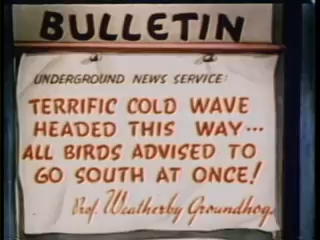 BULLETIN
UNDERGROUND NEWS SERVICE:
TERRIFIC COLD WAVE
HEADED THIS WAY...
ALL BIRDS ADVISED TO
GO SOUTH AT ONCE!
Prof. Weatherby Groundhog.